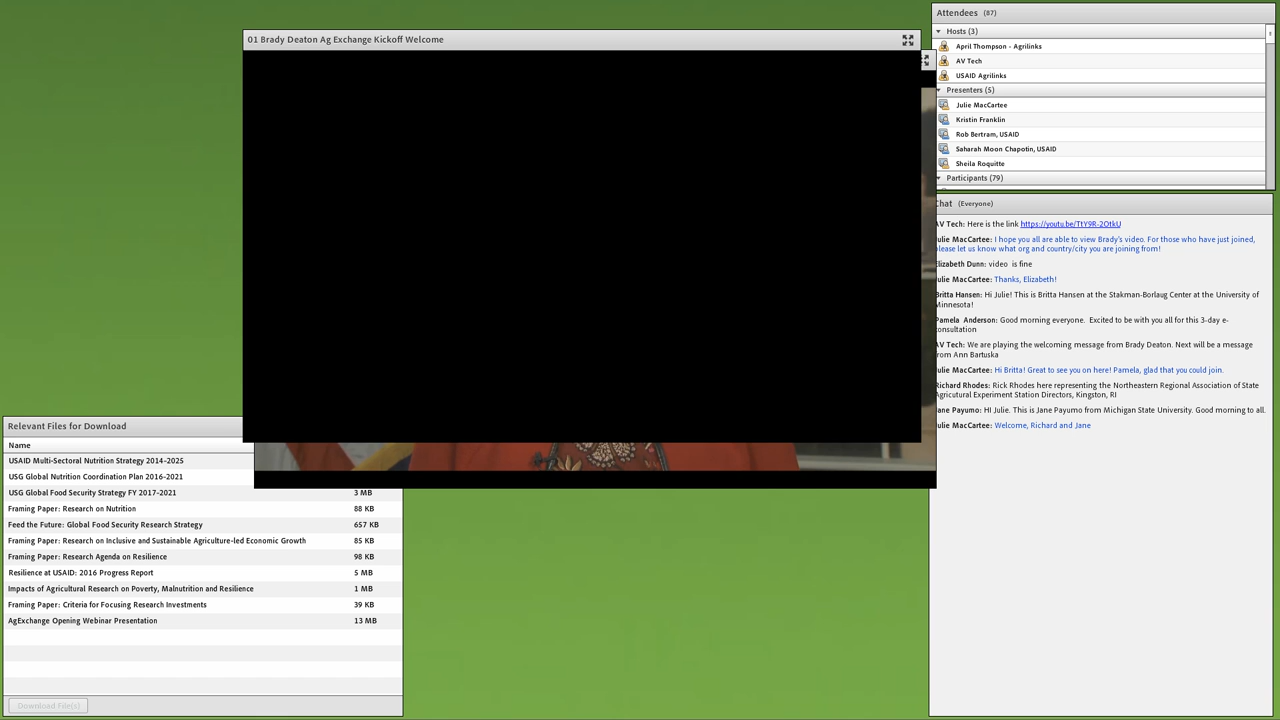 01 Brady Deaton Ag Exchange Kickoff Welcome
Attendees (87)
Hosts (3)
April Thompson - Agrilinks
AV Tech
USAID Agrilinks
Presenters (5)
Julie MacCartee
Kristin Franklin
Rob Bertram, USAID
Saharah Moon Chapotin, USAID
Sheila Roquitte
Participants (79)
Chat (Everyone)
AV Tech: Here is the link https://youtu.be/TtY9R-2OtkU
Julie MacCartee: I hope you all are able to view Brady's video. For those who have just joined,
please let us know what org and country/city you are joining from!
Elizabeth Dunn: video is fine
Julie MacCartee: Thanks, Elizabeth!
Britta Hansen: Hi Julie! This is Britta Hansen at the Stakman-Borlaug Center at the University of
Minnesota!
Pamela Anderson: Good morning everyone. Excited to be with you all for this 3-day e-
consultation
AV Tech: We are playing the welcoming message from Brady Deaton. Next will be a message
from Ann Bartuska
Julie MacCartee: Hi Britta! Great to see you on here! Pamela, glad that you could join.
Richard Rhodes: Rick Rhodes here representing the Northeastern Regional Association of State
Agricutural Experiment Station Directors, Kingston, RI
Jane Payumo: HI Julie. This is Jane Payumo from Michigan State University. Good morning to all.
Julie MacCartee: Welcome, Richard and Jane
Relevant Files for Download
Name
USAID Multi-Sectoral Nutrition Strategy 2014-2025
USG Global Nutrition Coordination Plan 2016-2021
USG Global Food Security Strategy FY 2017-2021 3 MB
Framing Paper: Research on Nutrition 88 KB
Feed the Future: Global Food Security Research Strategy 657 KB
Framing Paper: Research on Inclusive and Sustainable Agriculture-led Economic Growth 85 KB
Framing Paper: Research Agenda on Resilience 98 KB
Resilience at USAID: 2016 Progress Report 5 MB
Impacts of Agricultural Research on Poverty, Malnutrition and Resilience 1 MB
Framing Paper: Criteria for Focusing Research Investments 39 KB
AgExchange Opening Webinar Presentation 13 MB
Download File(s)